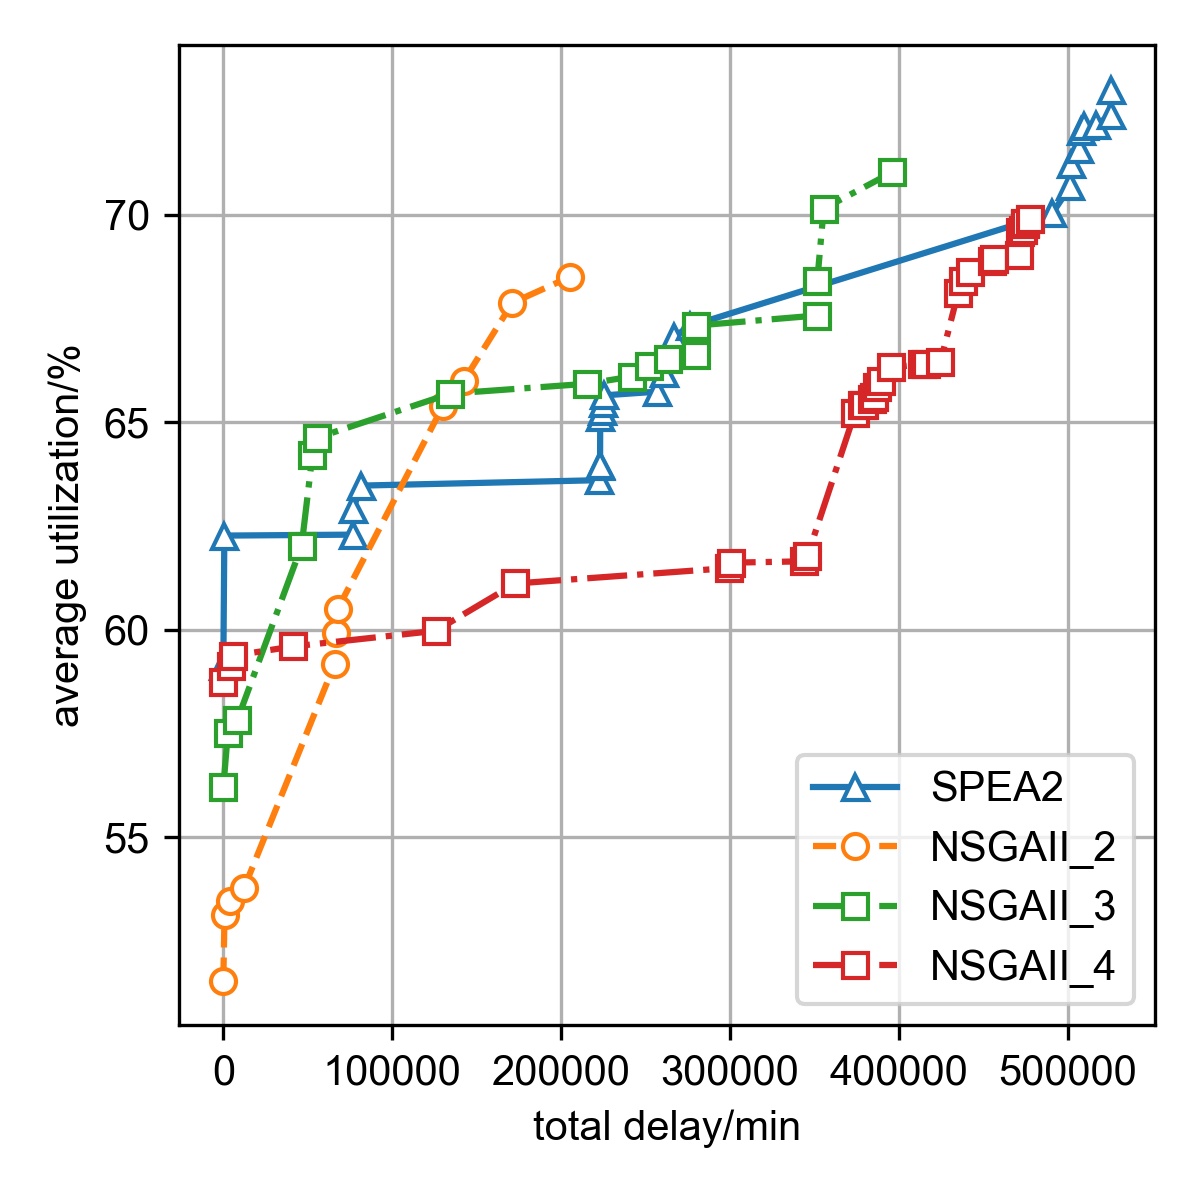 average utilization/%
70
65
60
55
SPEA2
NSGAII_2
NSGAII_3
NSGAII_4
0 100000 200000 300000 400000 500000
total delay/min